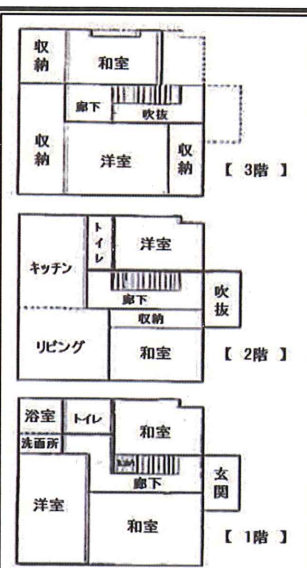 収納
和室
廊下
吹抜
収納
洋室
収納
【 3階 】
トイレ
洋室
キッチン
廊下
吹抜
収納
リビング
和室
【 2階 】
浴室
トイレ
和室
洗面所
廊下
玄関
洋室
和室
【 1階 】